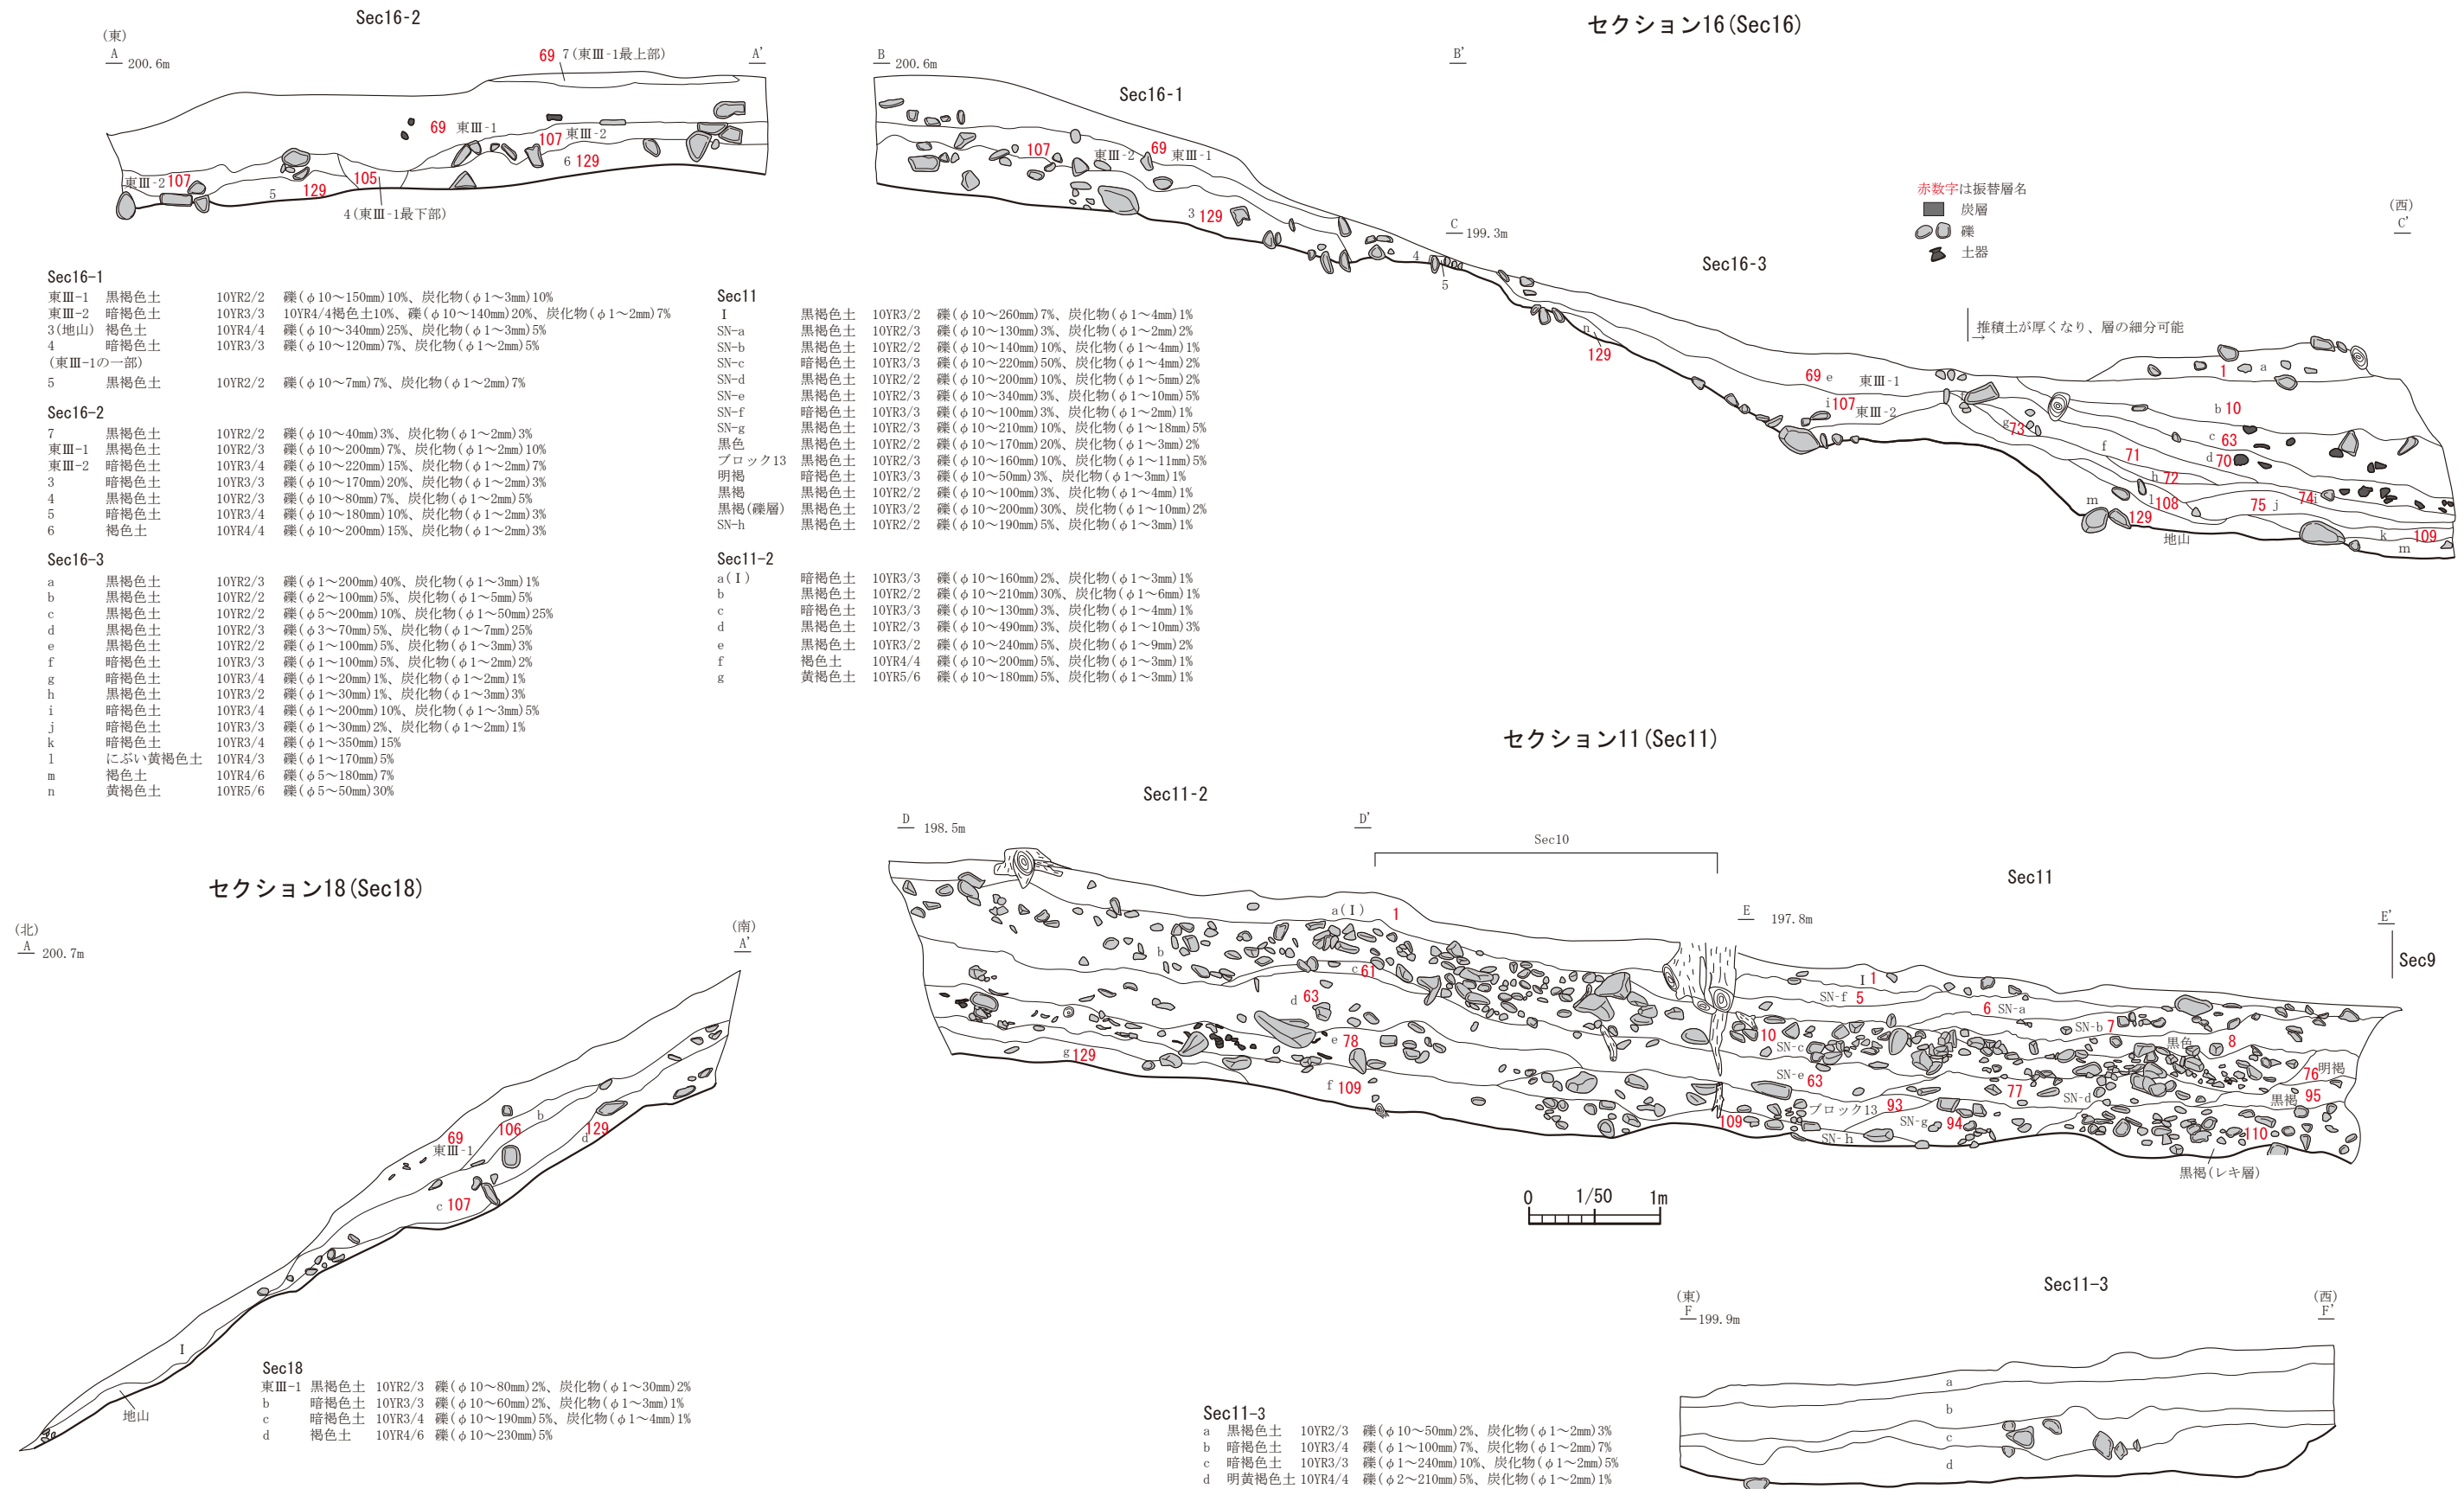 Sec16-2
(東)
A 200.6m
A'
69 7(東Ⅲ-1最上部)
69 東Ⅲ-1
107 東Ⅲ-2
6 129
東Ⅲ-2 107
5 129
105
4(東Ⅲ-1最下部)
セクション16(Sec16)
B 200.6m
B'
Sec16-1
107
東Ⅲ-2
69 東Ⅲ-1
3 129
C 199.3m
4
5
Sec16-3
赤数字は振替層名
炭層
礫
土器
(西)
C'
推積土が厚くなり、層の細分可能
→
n
129
69 e 東Ⅲ-1
i 107 東Ⅲ-2
1 a
b 10
c 63
d 70
g 73
f 71
h 72
l 108
74 i
75 j
m
129
地山
k 109
m
Sec16-1
東Ⅲ-1 黒褐色土 10YR2/2 礫(φ10～150mm)10%、炭化物(φ1～3mm)10%
東Ⅲ-2 暗褐色土 10YR3/3 10YR4/4褐色土10%、礫(φ10～140mm)20%、炭化物(φ1～2mm)7%
3(地山) 褐色土 10YR4/4 礫(φ10～340mm)25%、炭化物(φ1～3mm)5%
4 暗褐色土 10YR3/3 礫(φ10～120mm)7%、炭化物(φ1～2mm)5%
(東Ⅲ-1の一部)
5 黒褐色土 10YR2/2 礫(φ10～7mm)7%、炭化物(φ1～2mm)7%
Sec16-2
7 黒褐色土 10YR2/2 礫(φ10～40mm)3%、炭化物(φ1～2mm)3%
東Ⅲ-1 黒褐色土 10YR2/3 礫(φ10～200mm)7%、炭化物(φ1～2mm)10%
東Ⅲ-2 暗褐色土 10YR3/4 礫(φ10～220mm)15%、炭化物(φ1～2mm)7%
3 暗褐色土 10YR3/3 礫(φ10～170mm)20%、炭化物(φ1～2mm)3%
4 黒褐色土 10YR2/3 礫(φ10～80mm)7%、炭化物(φ1～2mm)5%
5 暗褐色土 10YR3/4 礫(φ10～180mm)10%、炭化物(φ1～2mm)3%
6 褐色土 10YR4/4 礫(φ10～200mm)15%、炭化物(φ1～2mm)3%
Sec16-3
a 黒褐色土 10YR2/3 礫(φ1～200mm)40%、炭化物(φ1～3mm)1%
b 黒褐色土 10YR2/2 礫(φ2～100mm)5%、炭化物(φ1～5mm)5%
c 黒褐色土 10YR2/2 礫(φ5～200mm)10%、炭化物(φ1～50mm)25%
d 黒褐色土 10YR2/3 礫(φ3～70mm)5%、炭化物(φ1～7mm)25%
e 黒褐色土 10YR2/2 礫(φ1～100mm)5%、炭化物(φ1～3mm)3%
f 暗褐色土 10YR3/3 礫(φ1～100mm)5%、炭化物(φ1～2mm)2%
g 暗褐色土 10YR3/4 礫(φ1～20mm)1%、炭化物(φ1～2mm)1%
h 黒褐色土 10YR3/2 礫(φ1～30mm)1%、炭化物(φ1～3mm)3%
i 暗褐色土 10YR3/4 礫(φ1～200mm)10%、炭化物(φ1～3mm)5%
j 暗褐色土 10YR3/3 礫(φ1～30mm)2%、炭化物(φ1～2mm)1%
k 暗褐色土 10YR3/4 礫(φ1～350mm)15%
l にぶい黄褐色土 10YR4/3 礫(φ1～170mm)5%
m 褐色土 10YR4/6 礫(φ5～180mm)7%
n 黄褐色土 10YR5/6 礫(φ5～50mm)30%
Sec11
Ⅰ 黒褐色土 10YR3/2 礫(φ10～260mm)7%、炭化物(φ1～4mm)1%
SN-a 黒褐色土 10YR2/3 礫(φ10～130mm)3%、炭化物(φ1～2mm)2%
SN-b 黒褐色土 10YR2/2 礫(φ10～140mm)10%、炭化物(φ1～4mm)1%
SN-c 暗褐色土 10YR3/3 礫(φ10～220mm)50%、炭化物(φ1～4mm)2%
SN-d 黒褐色土 10YR2/2 礫(φ10～200mm)10%、炭化物(φ1～5mm)2%
SN-e 黒褐色土 10YR2/3 礫(φ10～340mm)3%、炭化物(φ1～10mm)5%
SN-f 暗褐色土 10YR3/3 礫(φ10～100mm)3%、炭化物(φ1～2mm)1%
SN-g 黒褐色土 10YR2/3 礫(φ10～210mm)10%、炭化物(φ1～18mm)5%
黒色 黒褐色土 10YR2/2 礫(φ10～170mm)20%、炭化物(φ1～3mm)2%
ブロック13 黒褐色土 10YR2/3 礫(φ10～160mm)10%、炭化物(φ1～11mm)5%
明褐 暗褐色土 10YR3/3 礫(φ10～50mm)3%、炭化物(φ1～3mm)1%
黒褐 黒褐色土 10YR2/2 礫(φ10～100mm)3%、炭化物(φ1～4mm)1%
黒褐(礫層) 黒褐色土 10YR3/2 礫(φ10～200mm)30%、炭化物(φ1～10mm)2%
SN-h 黒褐色土 10YR2/2 礫(φ10～190mm)5%、炭化物(φ1～3mm)1%
Sec11-2
a(Ⅰ) 暗褐色土 10YR3/3 礫(φ10～160mm)2%、炭化物(φ1～3mm)1%
b 黒褐色土 10YR2/2 礫(φ10～210mm)30%、炭化物(φ1～6mm)1%
c 暗褐色土 10YR3/3 礫(φ10～130mm)3%、炭化物(φ1～4mm)1%
d 黒褐色土 10YR2/3 礫(φ10～490mm)3%、炭化物(φ1～10mm)3%
e 黒褐色土 10YR3/2 礫(φ10～240mm)5%、炭化物(φ1～9mm)2%
f 褐色土 10YR4/4 礫(φ10～200mm)5%、炭化物(φ1～3mm)1%
g 黄褐色土 10YR5/6 礫(φ10～180mm)5%、炭化物(φ1～3mm)1%
セクション11(Sec11)
Sec11-2
D 198.5m
D'
Sec10
Sec11
E 197.8m
E'
Sec9
a(Ⅰ) 1
b
c 61
d 63
e 78
g 129
f 109
Ⅰ 1
SN-f 5
6 SN-a
SN-b 7
10
SN-c
黒色
8
SN-e 63
76 明褐
77
SN-d
黒褐 95
ブロック13 93
SN-g 94
109
SN-h
110
黒褐(レキ層)
0 1/50 1m
セクション18(Sec18)
(北)
A 200.7m
(南)
A'
69
東Ⅲ-1
b
106
129
d
c 107
Ⅰ
地山
Sec18
東Ⅲ-1 黒褐色土 10YR2/3 礫(φ10～80mm)2%、炭化物(φ1～30mm)2%
b 暗褐色土 10YR3/3 礫(φ10～60mm)2%、炭化物(φ1～3mm)1%
c 暗褐色土 10YR3/4 礫(φ10～190mm)5%、炭化物(φ1～4mm)1%
d 褐色土 10YR4/6 礫(φ10～230mm)5%
Sec11-3
(東)
F 199.9m
(西)
F'
a
b
c
d
Sec11-3
a 黒褐色土 10YR2/3 礫(φ10～50mm)2%、炭化物(φ1～2mm)3%
b 暗褐色土 10YR3/4 礫(φ1～100mm)7%、炭化物(φ1～2mm)7%
c 暗褐色土 10YR3/3 礫(φ1～240mm)10%、炭化物(φ1～2mm)5%
d 明黄褐色土 10YR4/4 礫(φ2～210mm)5%、炭化物(φ1～2mm)1%